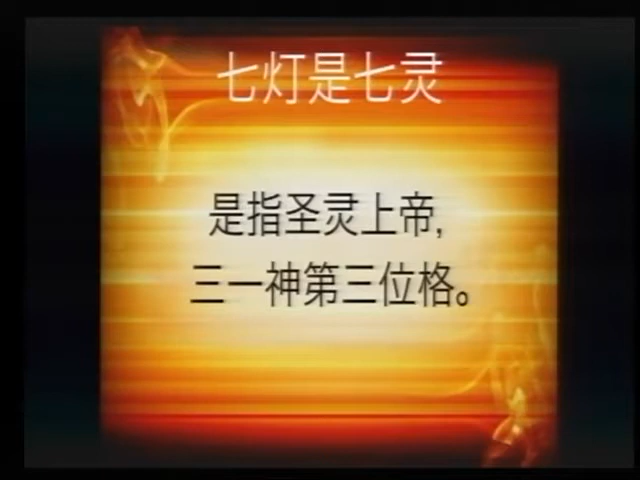 七灯是七灵
是指圣灵上帝,
三一神第三位格。